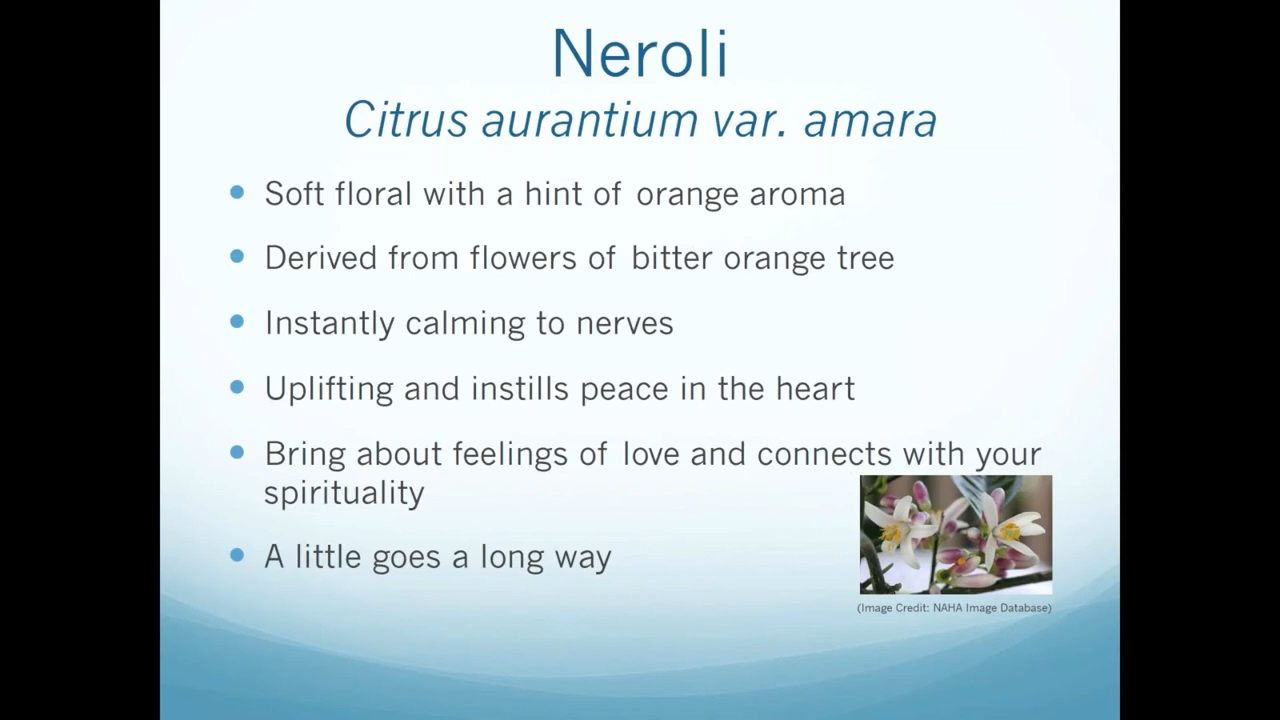 Neroli
Citrus aurantium var. amara
• Soft floral with a hint of orange aroma
• Derived from flowers of bitter orange tree
• Instantly calming to nerves
• Uplifting and instills peace in the heart
• Bring about feelings of love and connects with your
spirituality
• A little goes a long way
(Image Credit: NAHA Image Database)